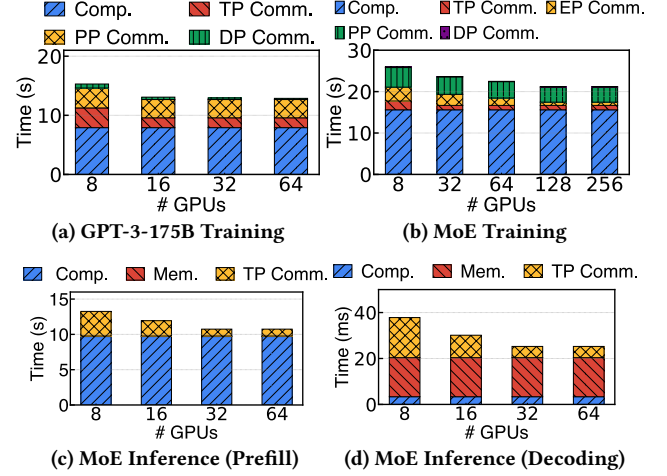 Comp. TP Comm.
PP Comm. DP Comm.
20
10
0
Time (s)
8 16 32 64
# GPUs
(a) GPT-3-175B Training
Comp. TP Comm. EP Comm.
PP Comm. DP Comm.
30
20
10
0
Time (s)
8 32 64 128 256
# GPUs
(b) MoE Training
Comp. Mem. TP Comm.
15
10
5
0
Time (s)
8 16 32 64
# GPUs
(c) MoE Inference (Prefill)
Comp. Mem. TP Comm.
40
20
0
Time (ms)
8 16 32 64
# GPUs
(d) MoE Inference (Decoding)